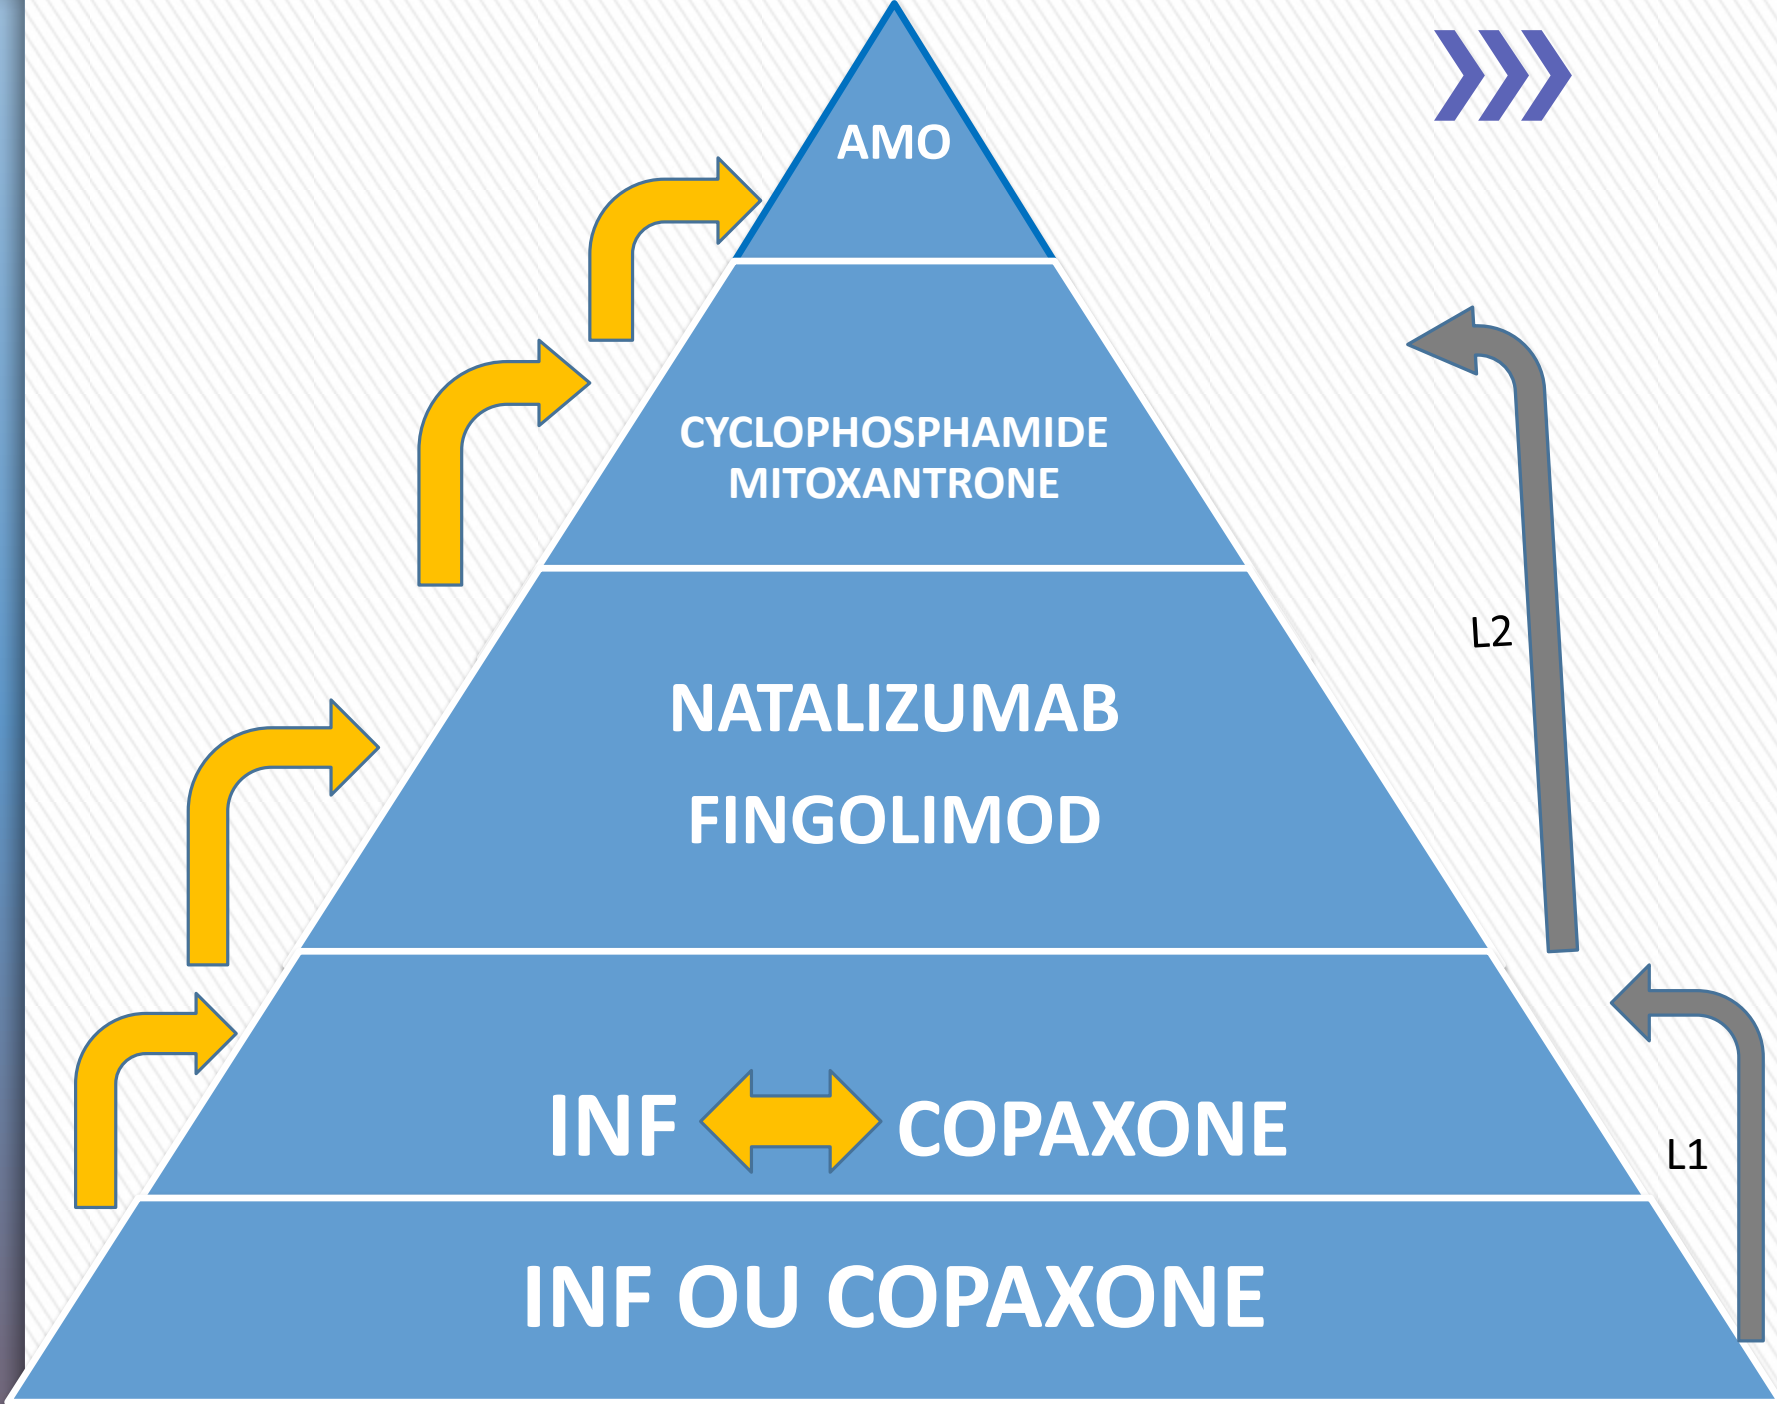 AMO
CYCLOPHOSPHAMIDE
MITOXANTRONE
L2
NATALIZUMAB
FINGOLIMOD
INF COPAXONE
L1
INF OU COPAXONE